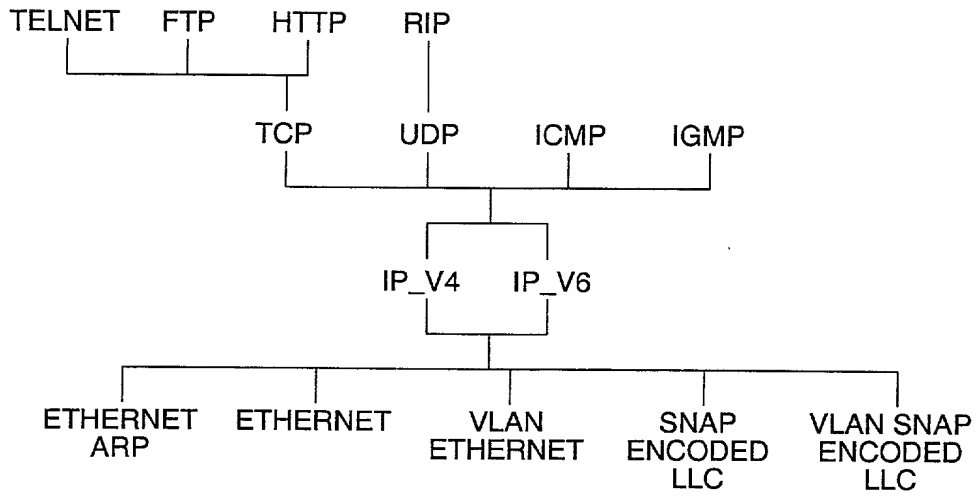 TELNET FTP HTTP RIP
TCP UDP ICMP IGMP
IP_V4 IP_V6
ETHERNET
ARP
ETHERNET
VLAN
ETHERNET
SNAP
ENCODED
LLC
VLAN SNAP
ENCODED
LLC